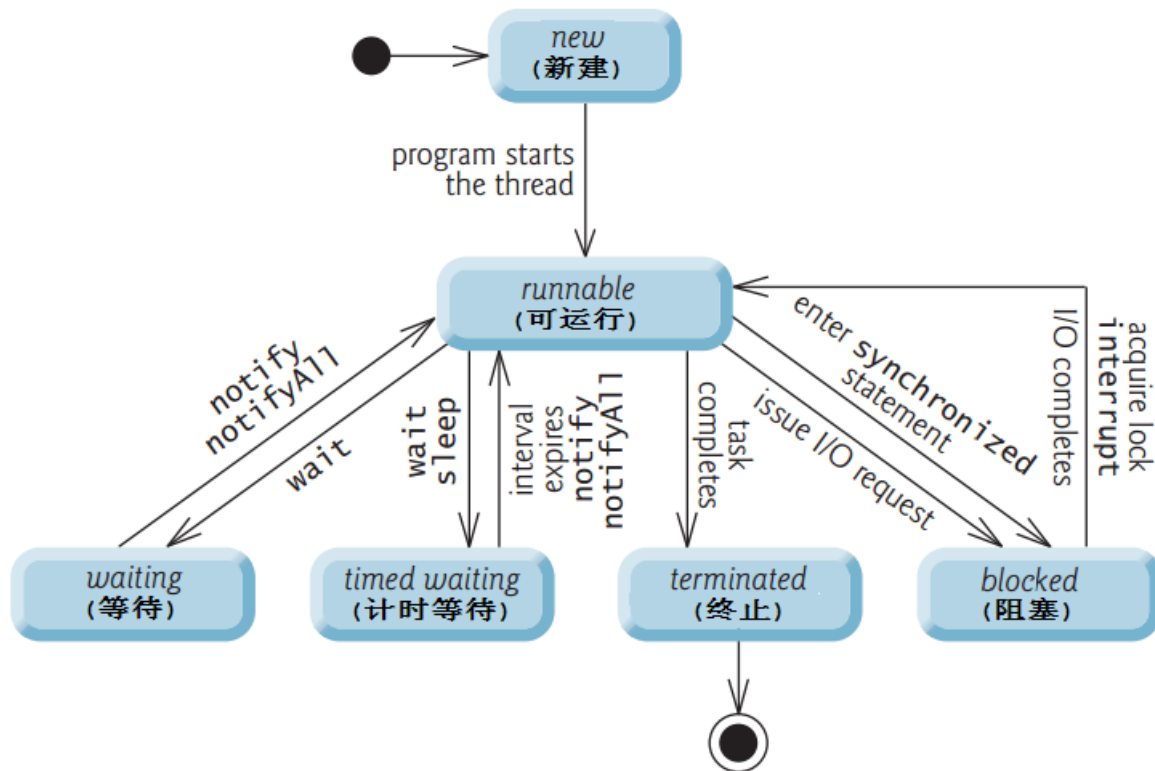 new
(新建)
program starts
the thread
runnable
(可运行)
notify
notifyAll
wait
wait
sleep
interval
expires
notify
notifyAll
task
completes
issue I/O request
enter synchronized
statement
I/O completes
interrupt
acquire lock
waiting
(等待)
timed waiting
(计时等待)
terminated
(终止)
blocked
(阻塞)